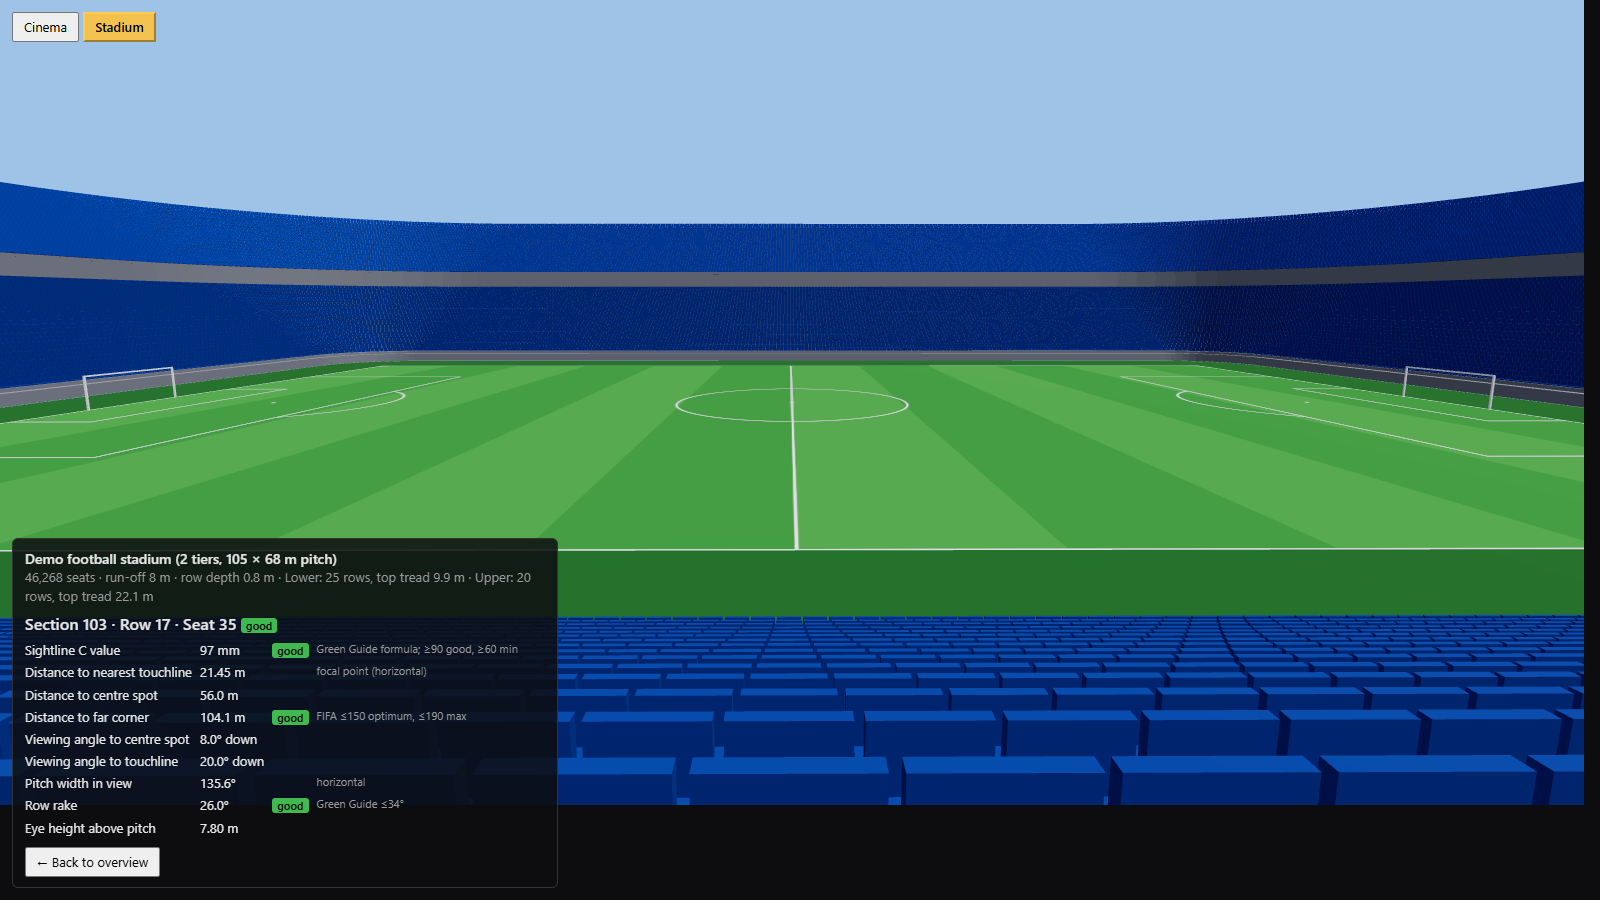 Cinema
Stadium
Demo football stadium (2 tiers, 105 × 68 m pitch)
46,268 seats · run-off 8 m · row depth 0.8 m · Lower: 25 rows, top tread 9.9 m · Upper: 20
rows, top tread 22.1 m
Section 103 · Row 17 · Seat 35 good
Sightline C value 97 mm good Green Guide formula; ≥90 good, ≥60 min
Distance to nearest touchline 21.45 m focal point (horizontal)
Distance to centre spot 56.0 m
Distance to far corner 104.1 m good FIFA ≤150 optimum, ≤190 max
Viewing angle to centre spot 8.0° down
Viewing angle to touchline 20.0° down
Pitch width in view 135.6° horizontal
Row rake 26.0° good Green Guide ≤34°
Eye height above pitch 7.80 m
← Back to overview